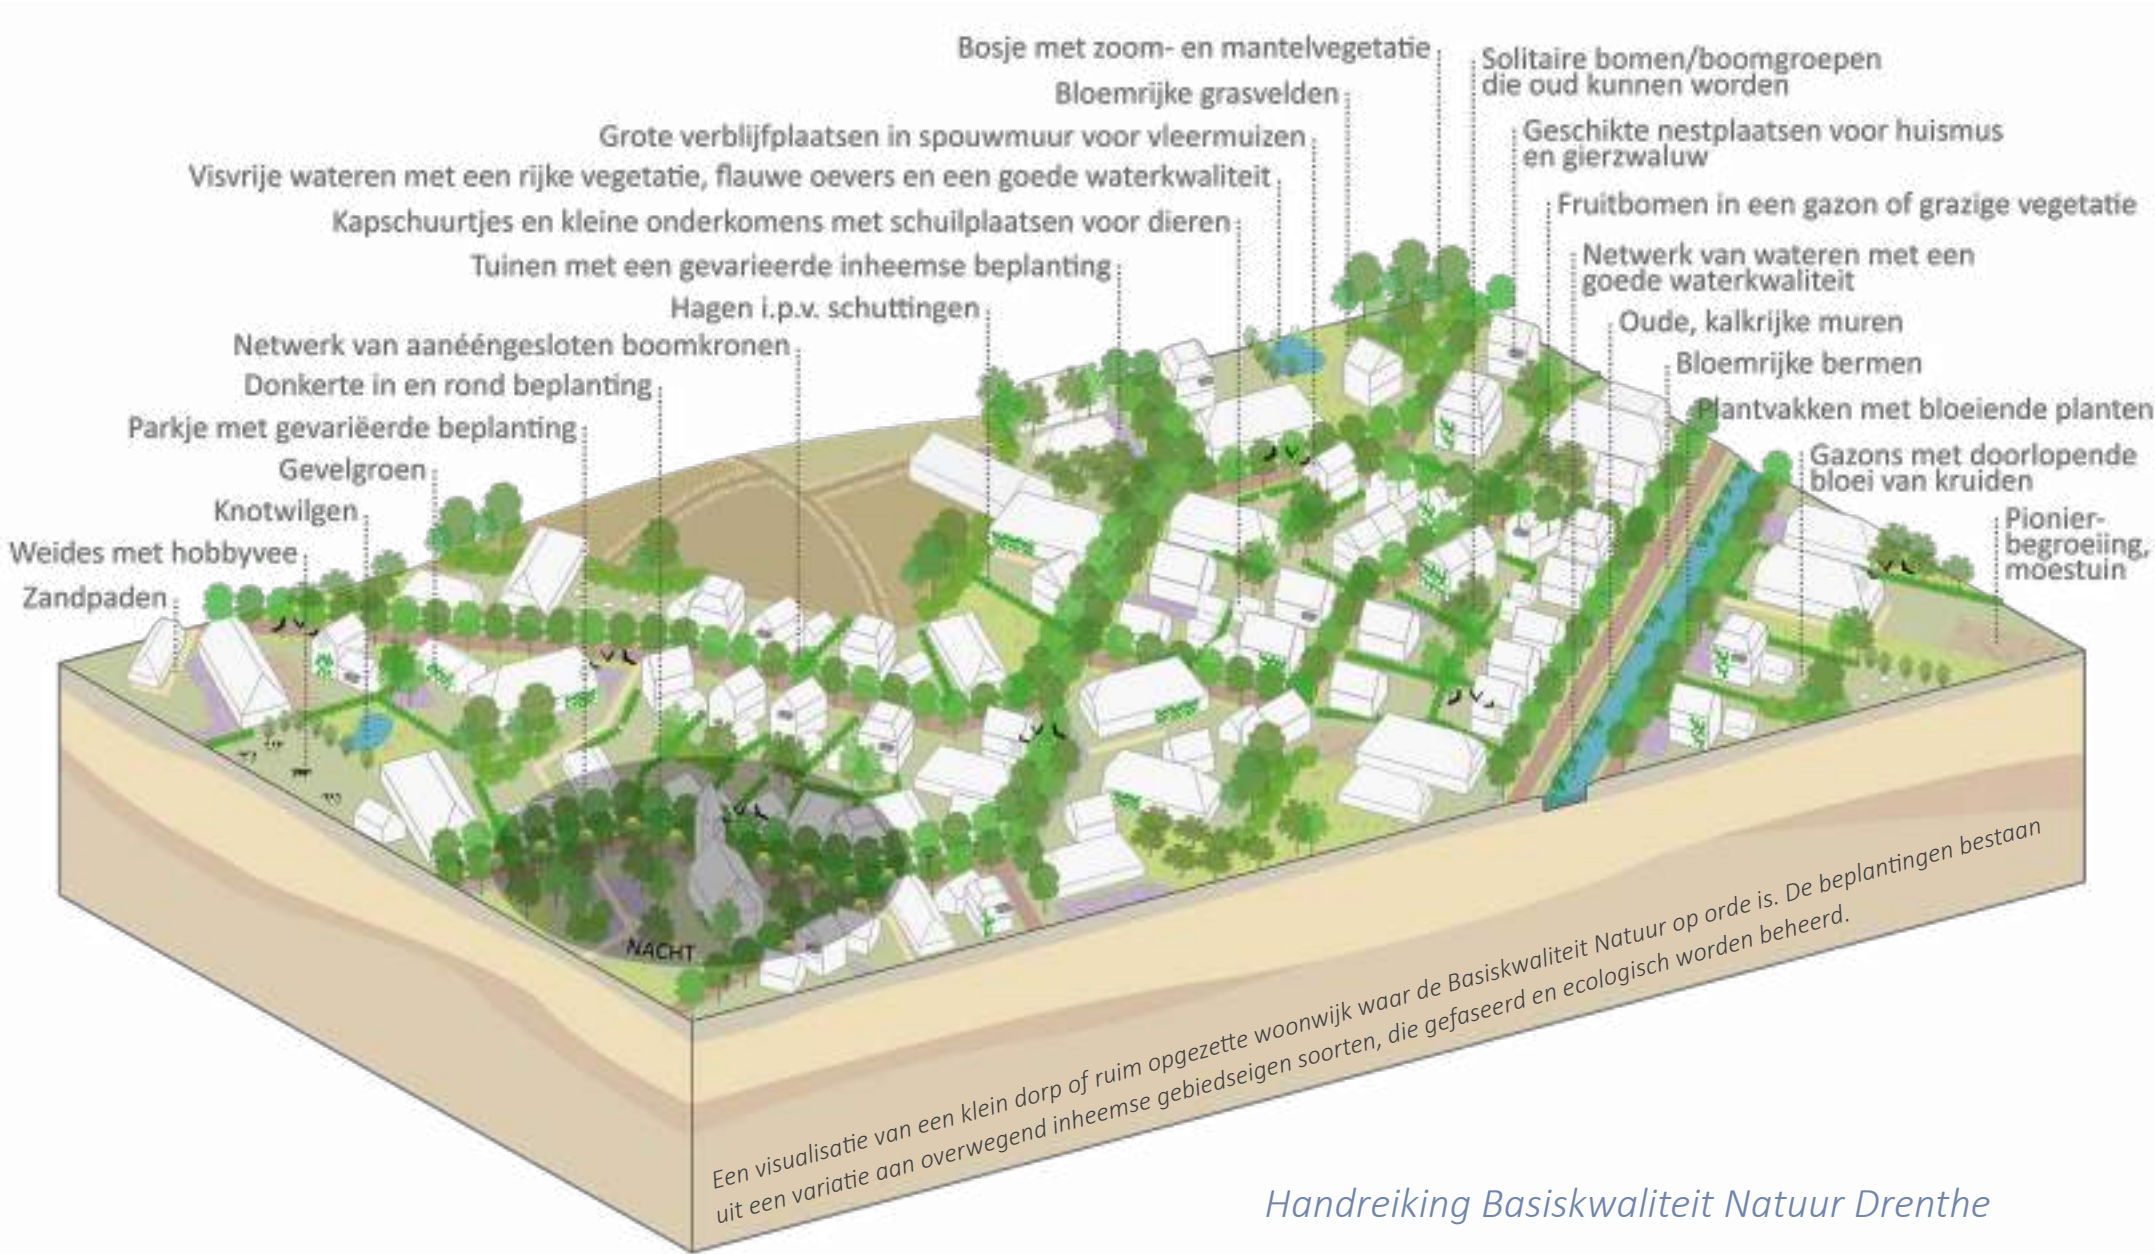 Bosje met zoom- en mantelvegetatie
Solitaire bomen/boomgroepen
die oud kunnen worden
Bloemrijke grasvelden
Geschikte nestplaatsen voor huismus
en gierzwaluw
Grote verblijfplaatsen in spouwmuur voor vleermuizen
Visvrije wateren met een rijke vegetatie, flauwe oevers en een goede waterkwaliteit
Fruitbomen in een gazon of grazige vegetatie
Kapschuurtjes en kleine onderkomens met schuilplaatsen voor dieren
Netwerk van wateren met een
goede waterkwaliteit
Tuinen met een gevarieerde inheemse beplanting
Hagen i.p.v. schuttingen
Oude, kalkrijke muren
Netwerk van aanééngesloten boomkronen
Bloemrijke bermen
Donkerte in en rond beplanting
Plantvakken met bloeiende planten
Parkje met gevariëerde beplanting
Gazons met doorlopende
bloei van kruiden
Gevelgroen
Knotwilgen
Pionier-
begroeiing,
moestuin
Weides met hobbyvee
Zandpaden
NACHT
Een visualisatie van een klein dorp of ruim opgezette woonwijk waar de Basiskwaliteit Natuur op orde is. De beplantingen bestaan
uit een variatie aan overwegend inheemse gebiedseigen soorten, die gefaseerd en ecologisch worden beheerd.
Handreiking Basiskwaliteit Natuur Drenthe